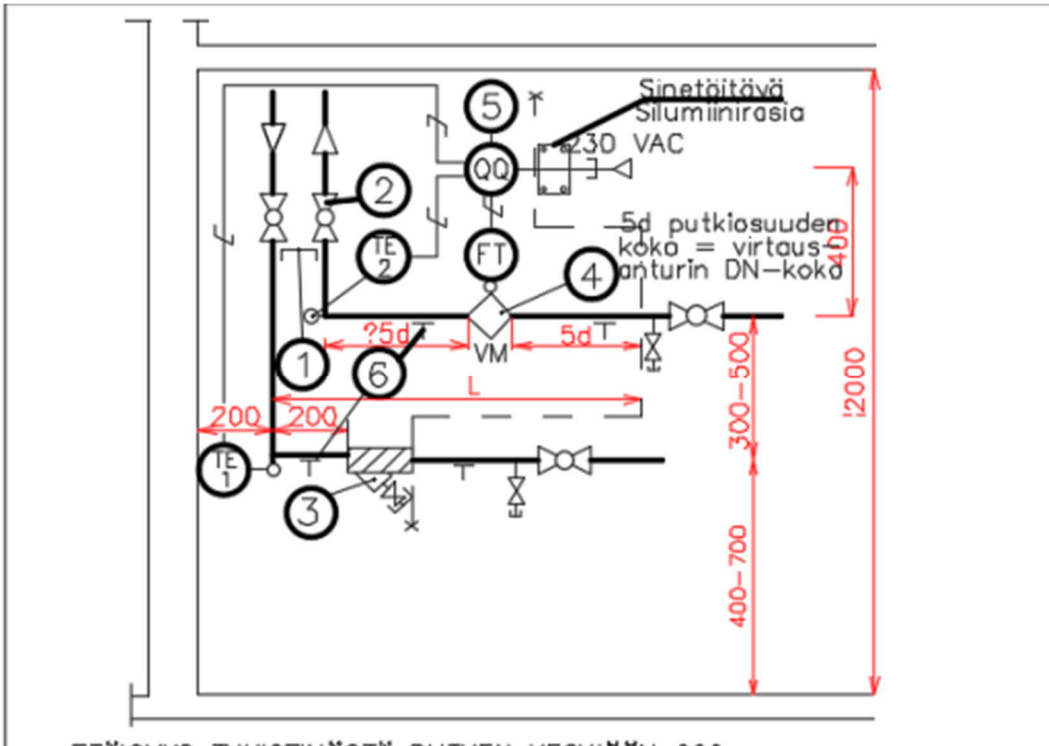 5
Sinetöitävä
Silumiinirasia
QQ
230 VAC
2
5d putkiosuuden
koko = virtaus-
anturin DN-koko
400
TE
2
FT
4
?5d
VM
5d
1
6
L
300-500
!2000
200
200
TE
1
3
400-700